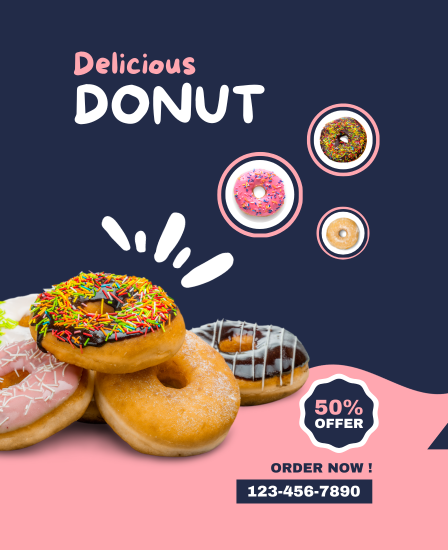 Delicious
DONUT
50%
OFFER
ORDER NOW !
123-456-7890